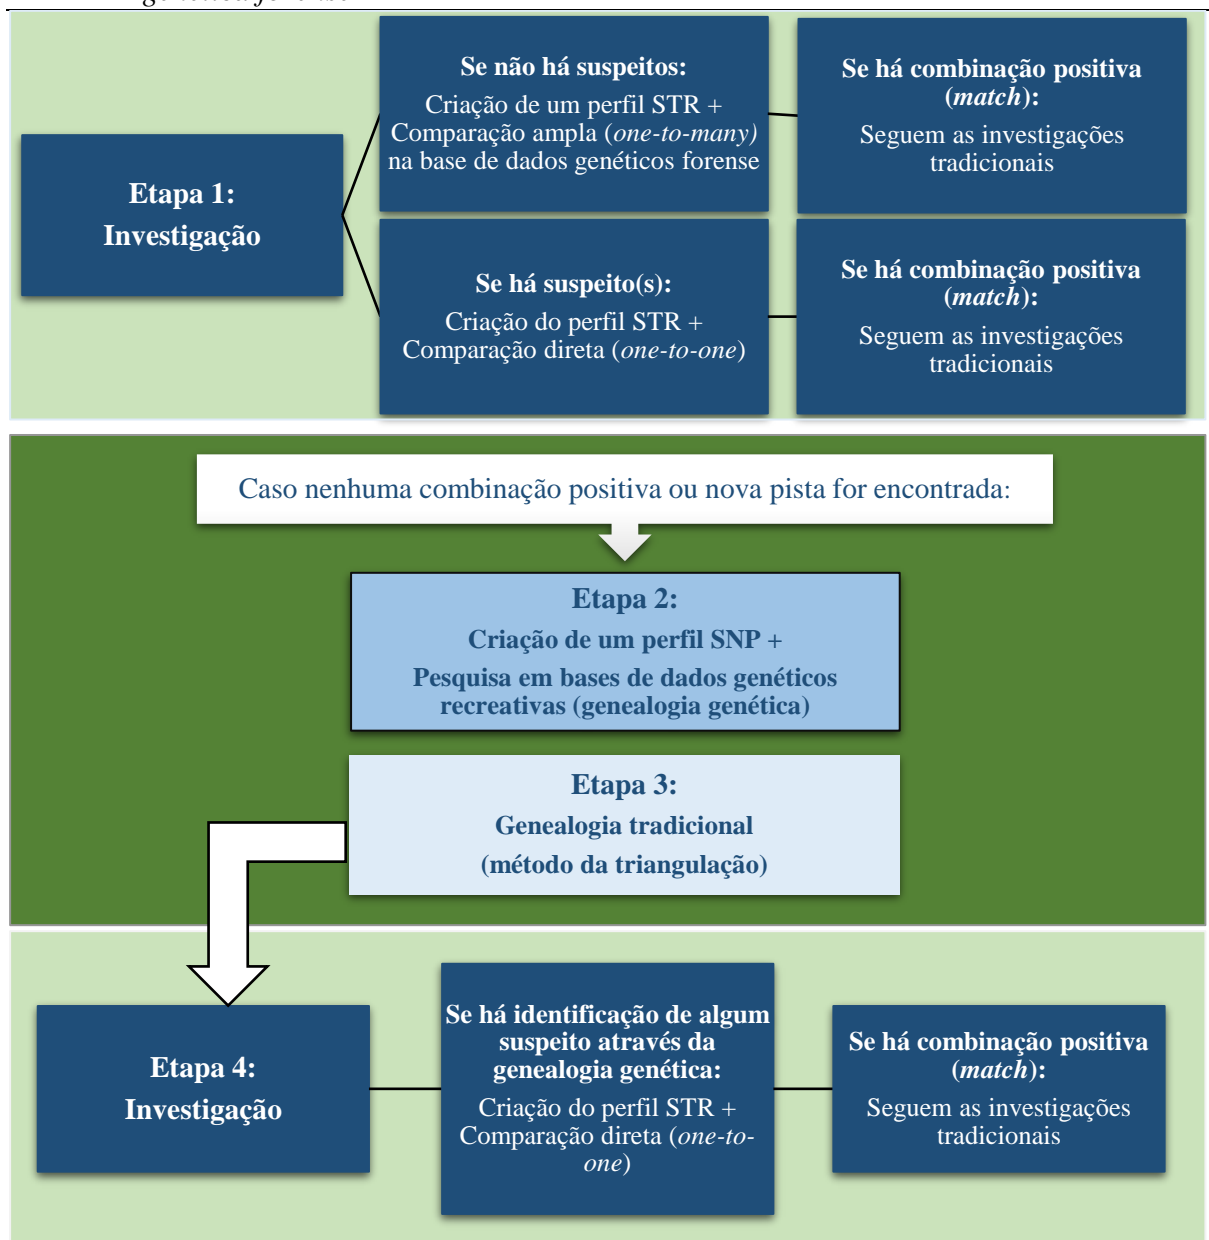 Etapa 1:
Investigação
Se não há suspeitos:
Criação de um perfil STR +
Comparação ampla (one-to-many)
na base de dados genéticos forense
Se há combinação positiva
(match):
Seguem as investigações
tradicionais
Se há suspeito(s):
Criação do perfil STR +
Comparação direta (one-to-one)
Se há combinação positiva
(match):
Seguem as investigações
tradicionais
Caso nenhuma combinação positiva ou nova pista for encontrada:
Etapa 2:
Criação de um perfil SNP +
Pesquisa em bases de dados genéticos
recreativas (genealogia genética)
Etapa 3:
Genealogia tradicional
(método da triangulação)
Etapa 4:
Investigação
Se há identificação de algum
suspeito através da
genealogia genética:
Criação do perfil STR +
Comparação direta (one-to-
one)
Se há combinação positiva
(match):
Seguem as investigações
tradicionais